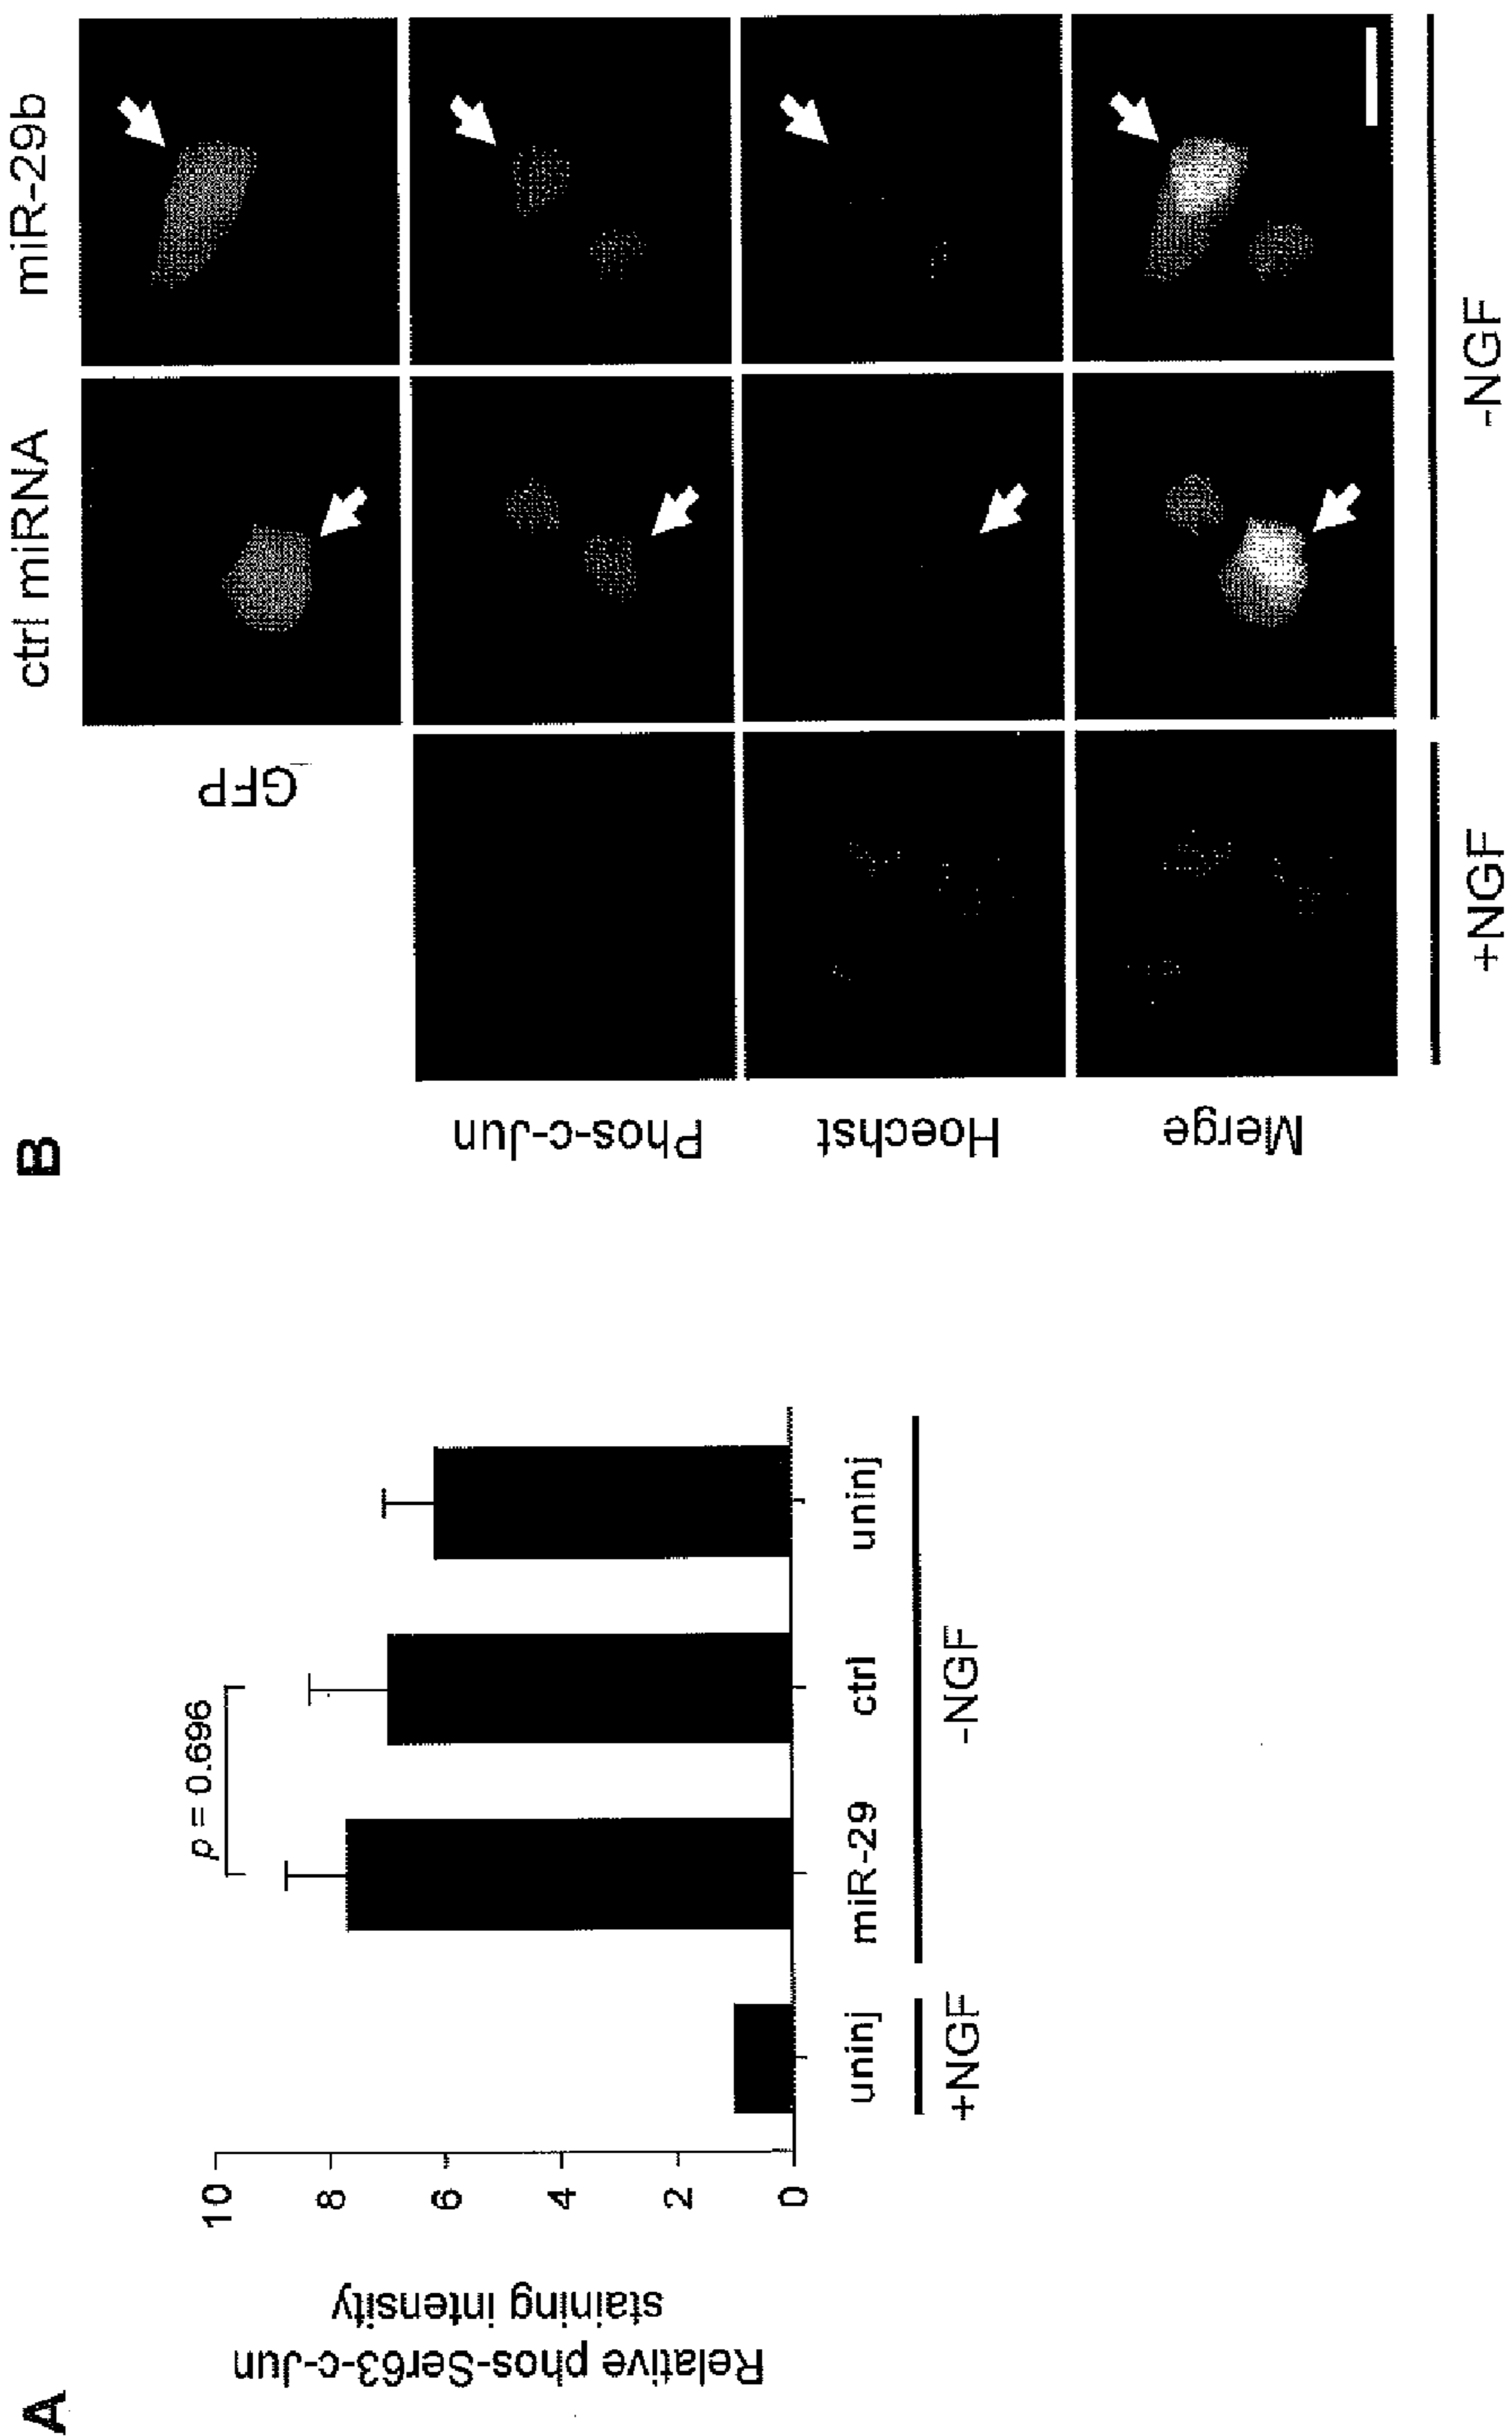 A
Relative phos-Ser63-c-Jun
staining intensity
10
8
6
4
2
0
p = 0.696
uninj
miR-29
ctrl
uninj
+NGF
-NGF
B
ctrl miRNA
miR-29b
GFP
Phos-c-Jun
Hoechst
Merge
+NGF
-NGF